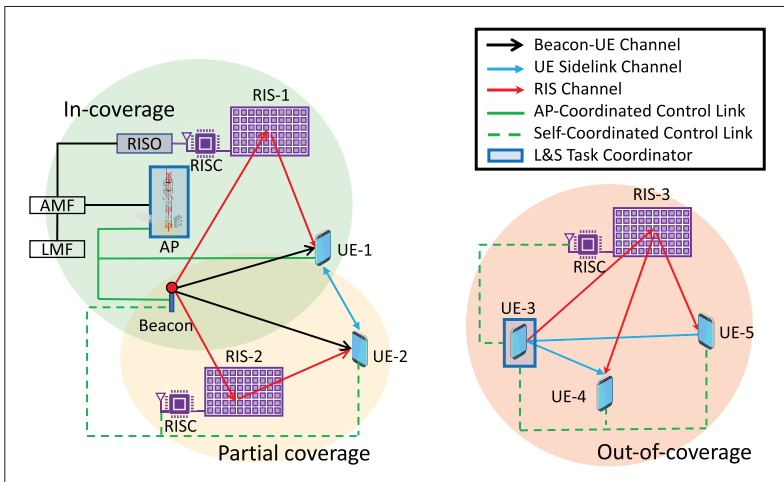 In-coverage
RIS-1
RISO
RISC
AMF
AP
LMF
UE-1
Beacon
RIS-2
UE-2
RISC
Partial coverage
Beacon-UE Channel
UE Sidelink Channel
RIS Channel
AP-Coordinated Control Link
Self-Coordinated Control Link
L&S Task Coordinator
RIS-3
RISC
UE-3
UE-5
UE-4
Out-of-coverage